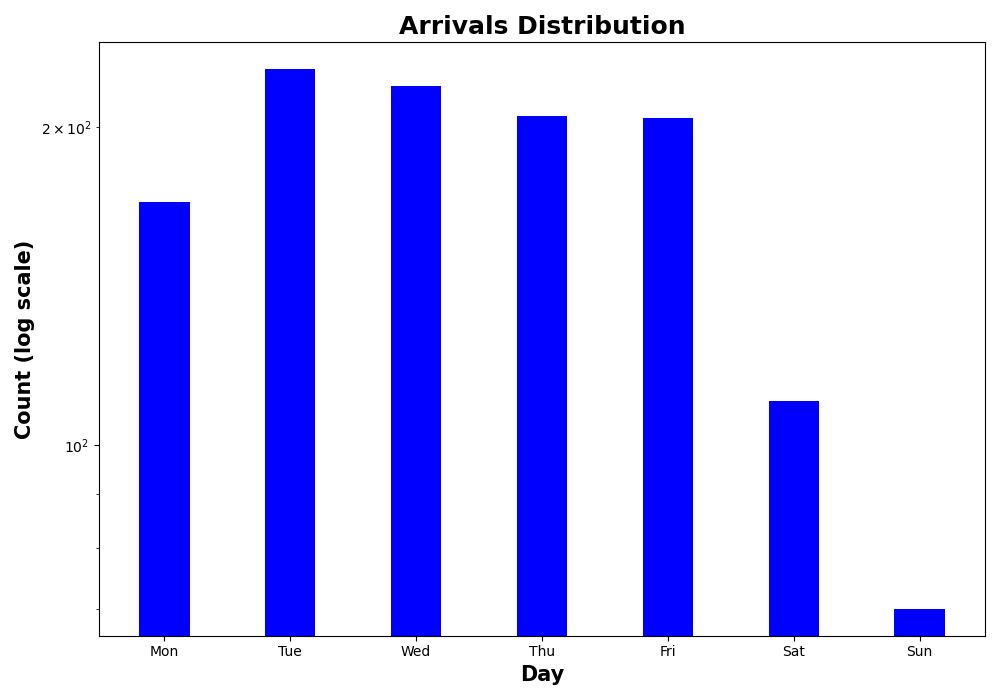 Arrivals Distribution
Count (log scale)
2 × 10²
10²
Mon Tue Wed Thu Fri Sat Sun
Day